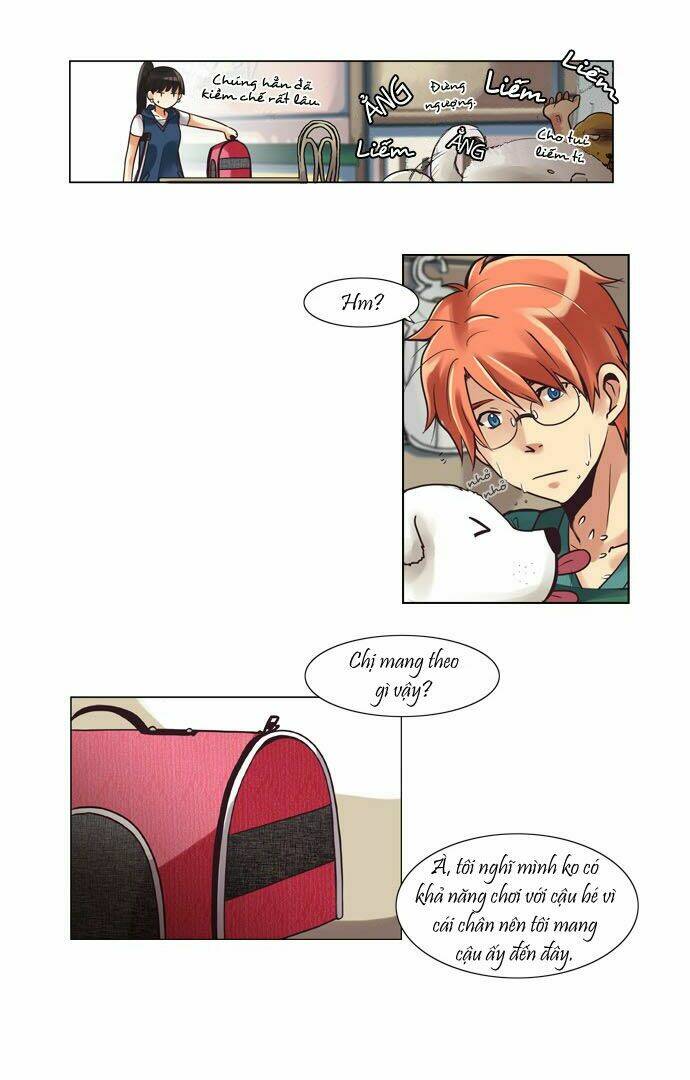 Chúng hẳn đã
kiềm chế rất lâu
ẲNG
Đừng
ngượng.
Liếm
Liếm
Liếm
ẲNG
Cho tui
liếm tí
Hm?
nhỏ
nhỏ
Chị mang theo
gì vậy?
À, tôi nghĩ mình ko có
khả năng chơi với cậu bé vì
cái chân nên tôi mang
cậu ấy đến đây.